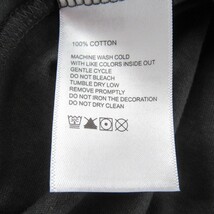 100% COTTON
MACHINE WASH COLD
WITH LIKE COLORS INSIDE OUT
GENTLE CYCLE
DO NOT BLEACH
TUMBLE DRY LOW
REMOVE PROMPTLY
DO NOT IRON THE DECORATION
DO NOT DRY CLEAN